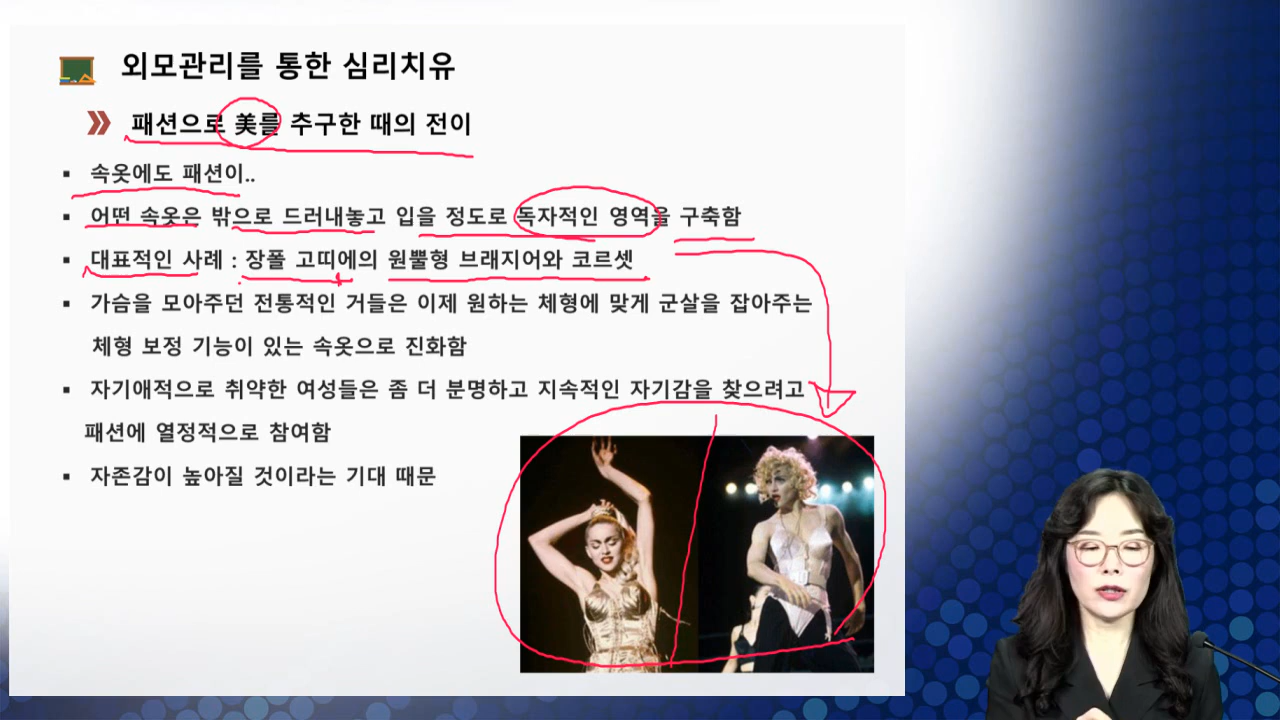 외모관리를 통한 심리치유
패션으로 美를 추구한 때의 전이
▪ 속옷에도 패션이..
▪ 어떤 속옷은 밖으로 드러내놓고 입을 정도로 독자적인 영역을 구축함
▪ 대표적인 사례 : 장폴 고띠에의 원뿔형 브래지어와 코르셋
▪ 가슴을 모아주던 전통적인 거들은 이제 원하는 체형에 맞게 군살을 잡아주는
체형 보정 기능이 있는 속옷으로 진화함
▪ 자기애적으로 취약한 여성들은 좀 더 분명하고 지속적인 자기감을 찾으려고
패션에 열정적으로 참여함
▪ 자존감이 높아질 것이라는 기대 때문